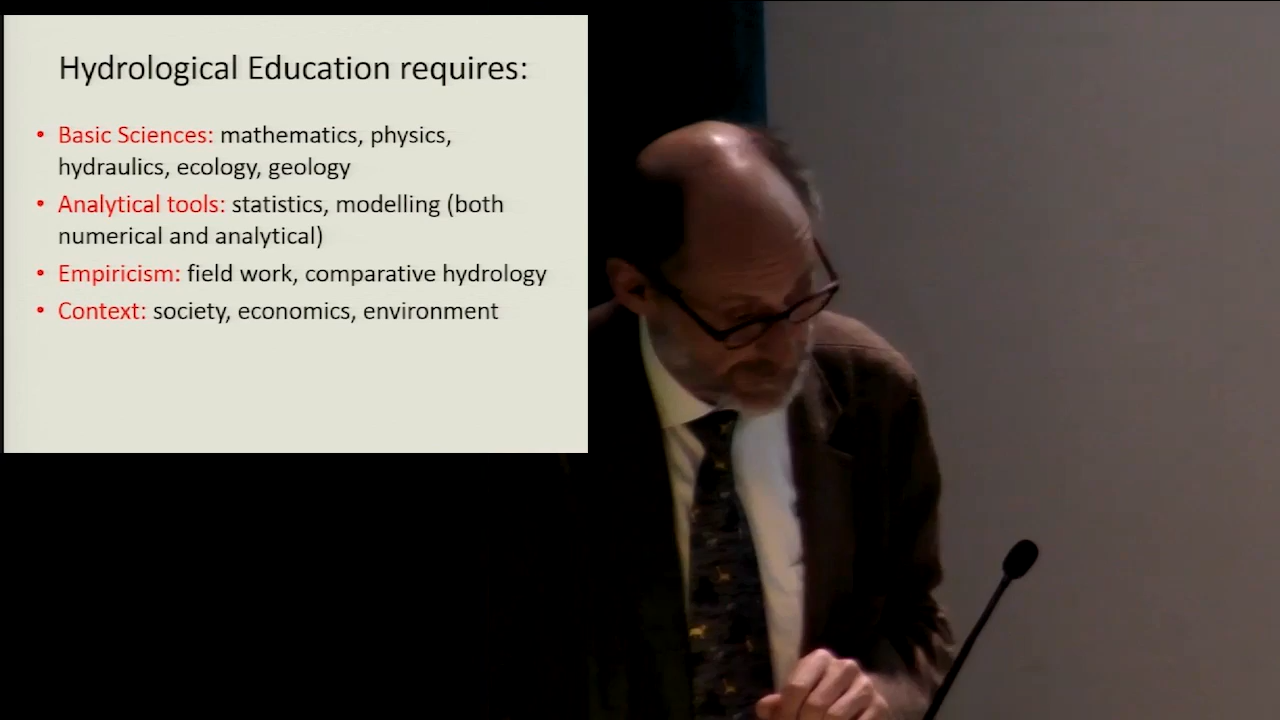 Hydrological Education requires:
• Basic Sciences: mathematics, physics,
hydraulics, ecology, geology
• Analytical tools: statistics, modelling (both
numerical and analytical)
• Empiricism: field work, comparative hydrology
• Context: society, economics, environment